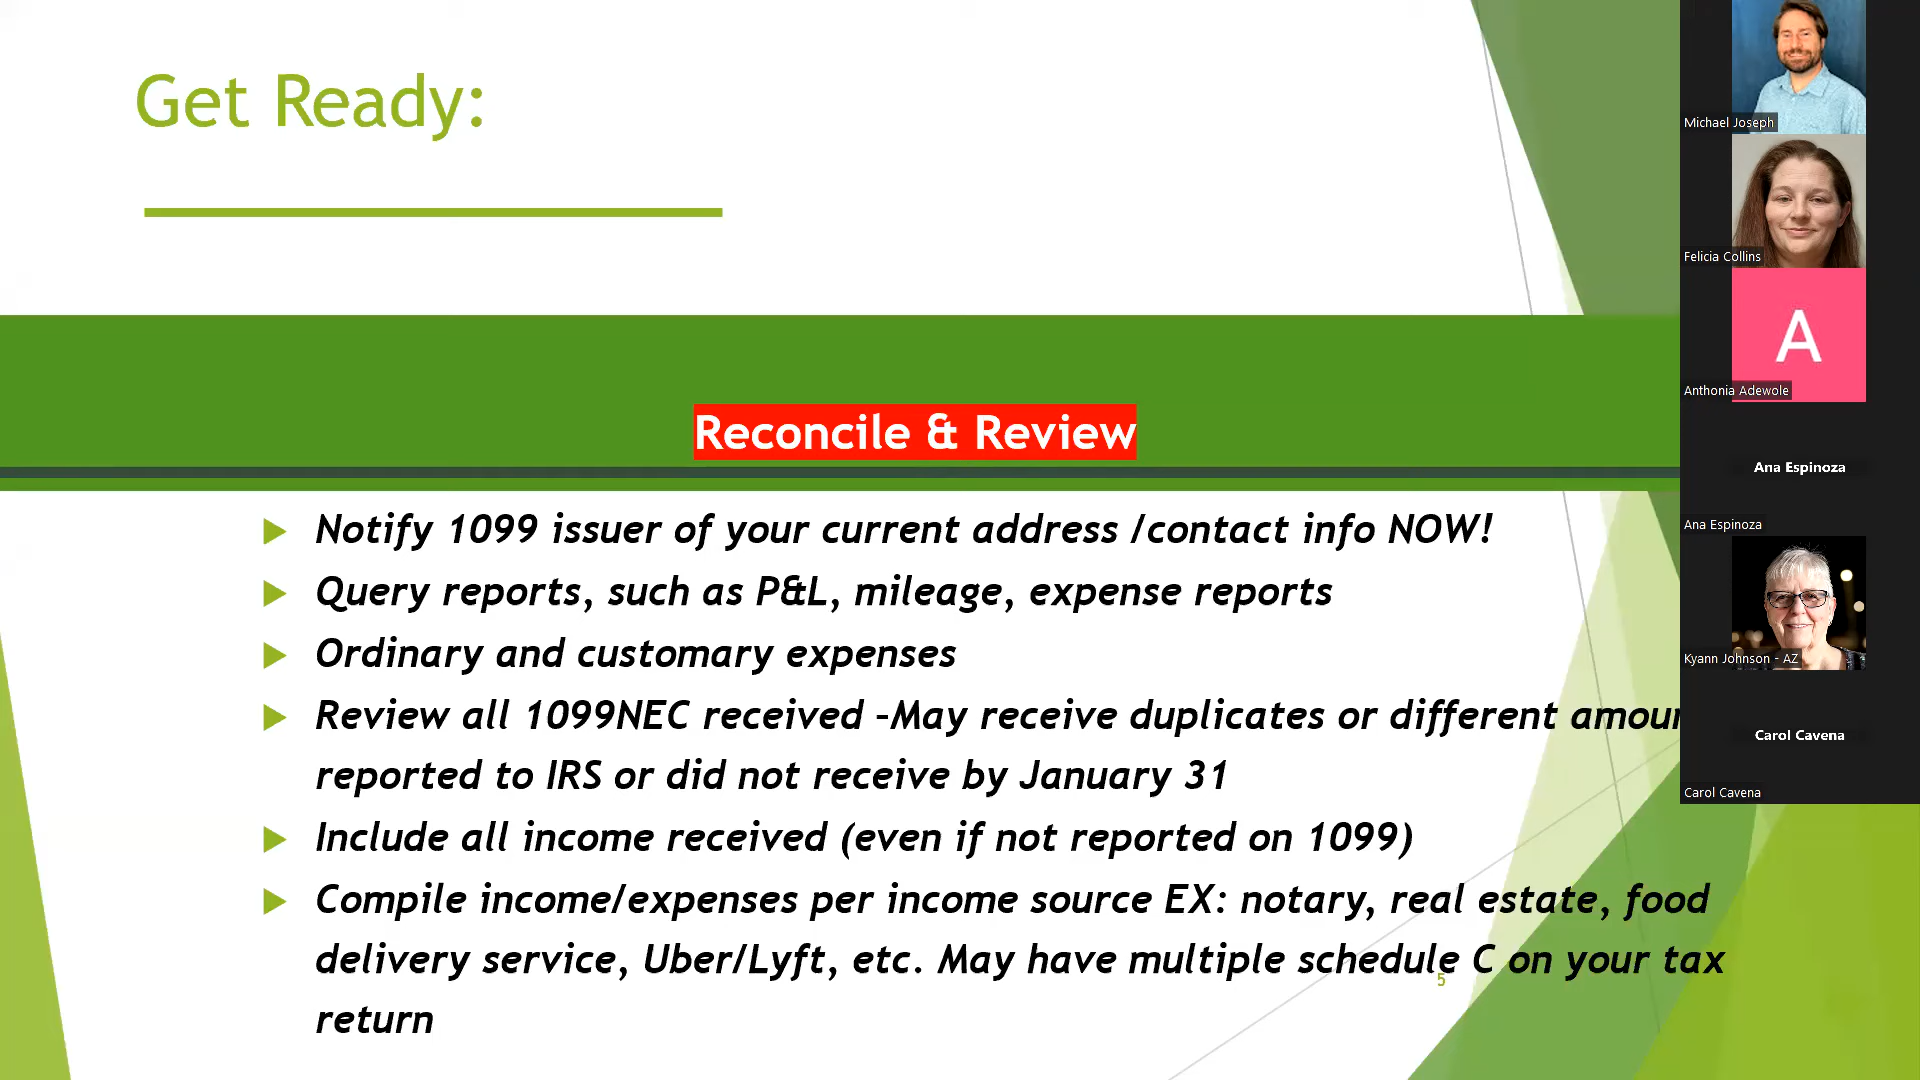 Get Ready:
Reconcile & Review
Notify 1099 issuer of your current address /contact info NOW!
Query reports, such as P&L, mileage, expense reports
Ordinary and customary expenses
Review all 1099NEC received –May receive duplicates or different
reported to IRS or did not receive by January 31
Include all income received (even if not reported on 1099)
Compile income/expenses per income source EX: notary, real estate, food
delivery service, Uber/Lyft, etc. May have multiple schedule C on your tax
return
5
Michael Joseph
Felicia Collins
A
Anthonia Adewole
Ana Espinoza
Ana Espinoza
Kyann Johnson - AZ
Carol Cavena
Carol Cavena